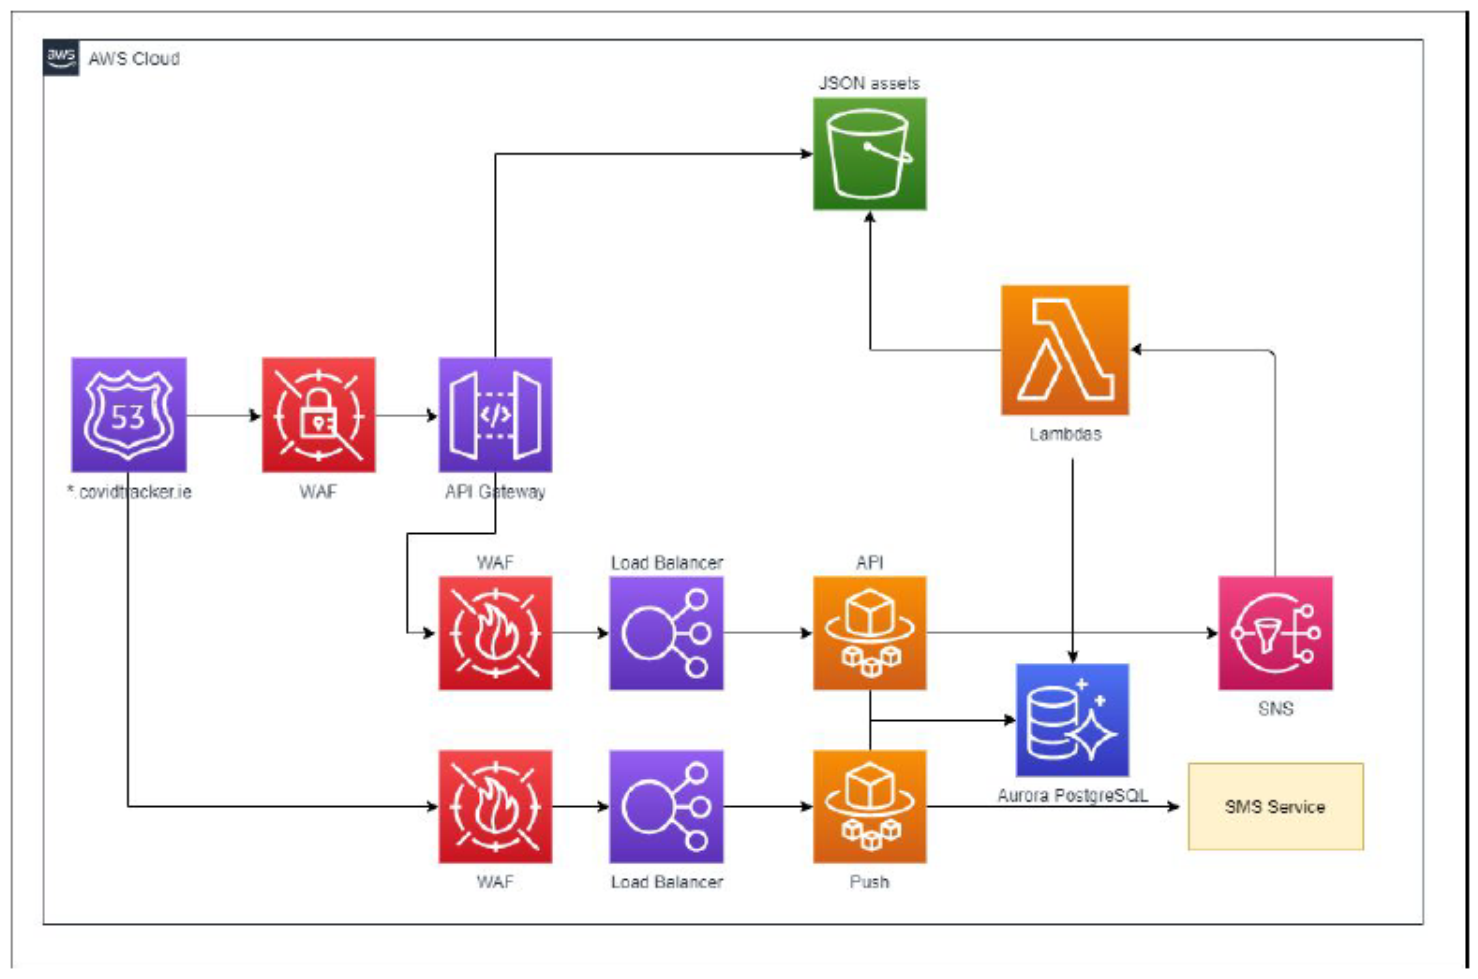 aws
AWS Cloud
JSON assets
Lambdas
53
</>
*.covidtracker.ie
WAF
API Gateway
WAF
Load Balancer
API
SNS
Aurora PostgreSQL
SMS Service
WAF
Load Balancer
Push